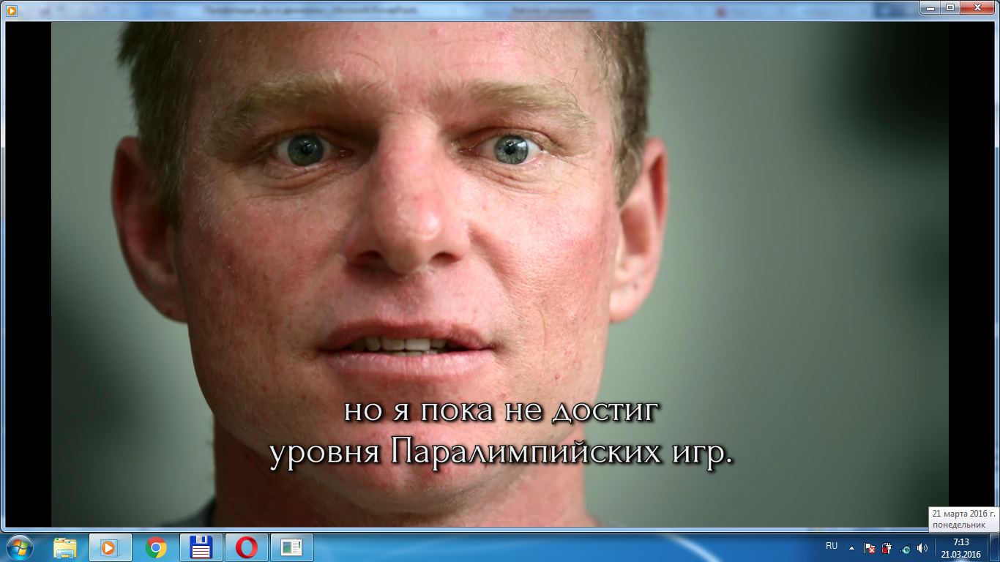 но я пока не достиг
уровня Паралимпийских игр.
21 марта 2016 г.
понедельник
RU
7:13
21.03.2016